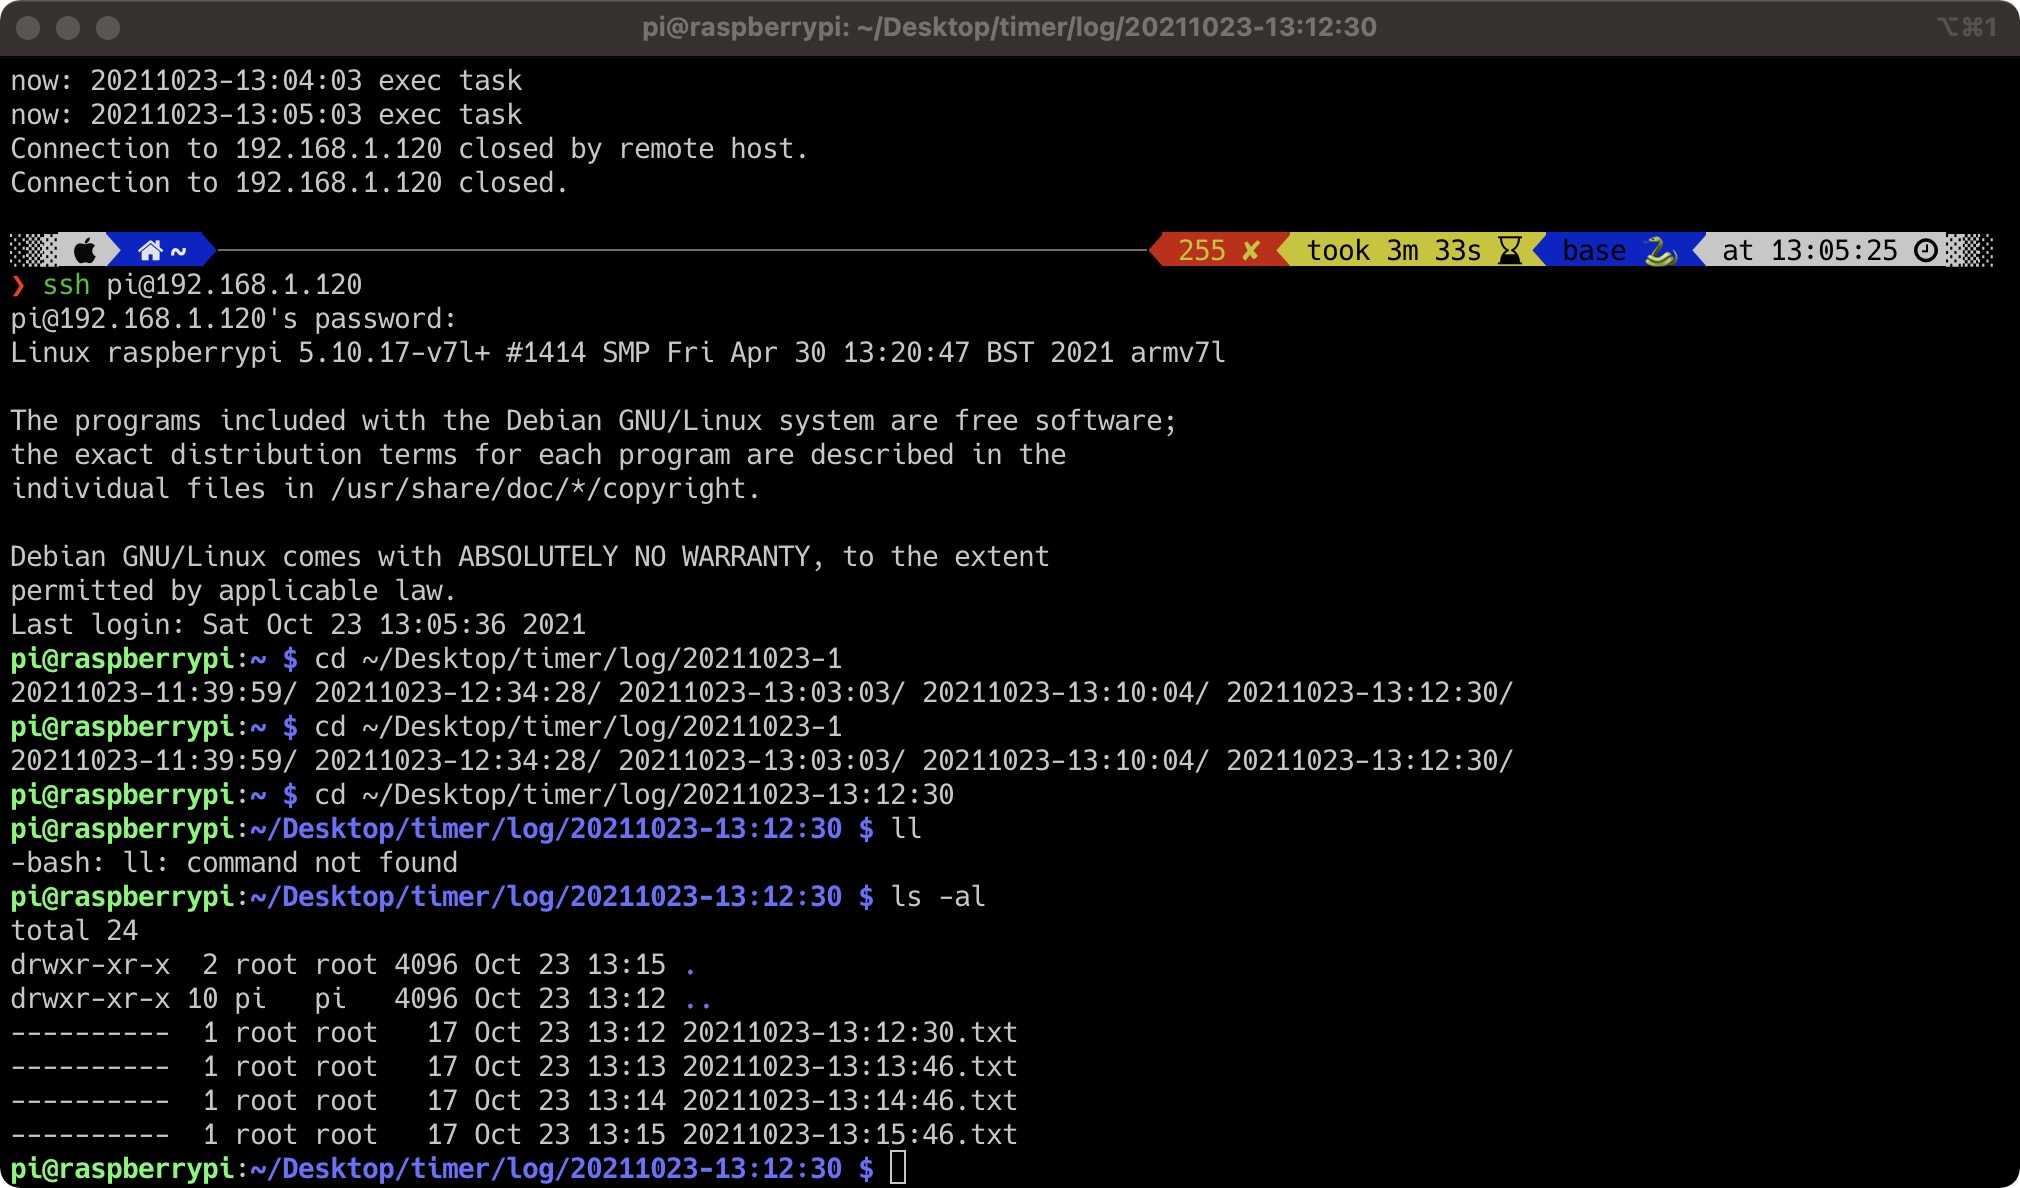 pi@raspberrypi: ~/Desktop/timer/log/20211023-13:12:30 ⌥⌘1
now: 20211023-13:04:03 exec task
now: 20211023-13:05:03 exec task
Connection to 192.168.1.120 closed by remote host.
Connection to 192.168.1.120 closed.
~ 255 ✘ took 3m 33s base at 13:05:25
❯ ssh pi@192.168.1.120
pi@192.168.1.120's password:
Linux raspberrypi 5.10.17-v7l+ #1414 SMP Fri Apr 30 13:20:47 BST 2021 armv7l
The programs included with the Debian GNU/Linux system are free software;
the exact distribution terms for each program are described in the
individual files in /usr/share/doc/*/copyright.
Debian GNU/Linux comes with ABSOLUTELY NO WARRANTY, to the extent
permitted by applicable law.
Last login: Sat Oct 23 13:05:36 2021
pi@raspberrypi:~ $ cd ~/Desktop/timer/log/20211023-1
20211023-11:39:59/ 20211023-12:34:28/ 20211023-13:03:03/ 20211023-13:10:04/ 20211023-13:12:30/
pi@raspberrypi:~ $ cd ~/Desktop/timer/log/20211023-1
20211023-11:39:59/ 20211023-12:34:28/ 20211023-13:03:03/ 20211023-13:10:04/ 20211023-13:12:30/
pi@raspberrypi:~ $ cd ~/Desktop/timer/log/20211023-13:12:30
pi@raspberrypi:~/Desktop/timer/log/20211023-13:12:30 $ ll
-bash: ll: command not found
pi@raspberrypi:~/Desktop/timer/log/20211023-13:12:30 $ ls -al
total 24
drwxr-xr-x  2 root root 4096 Oct 23 13:15 .
drwxr-xr-x 10 pi   pi   4096 Oct 23 13:12 ..
----------  1 root root   17 Oct 23 13:12 20211023-13:12:30.txt
----------  1 root root   17 Oct 23 13:13 20211023-13:13:46.txt
----------  1 root root   17 Oct 23 13:14 20211023-13:14:46.txt
----------  1 root root   17 Oct 23 13:15 20211023-13:15:46.txt
pi@raspberrypi:~/Desktop/timer/log/20211023-13:12:30 $